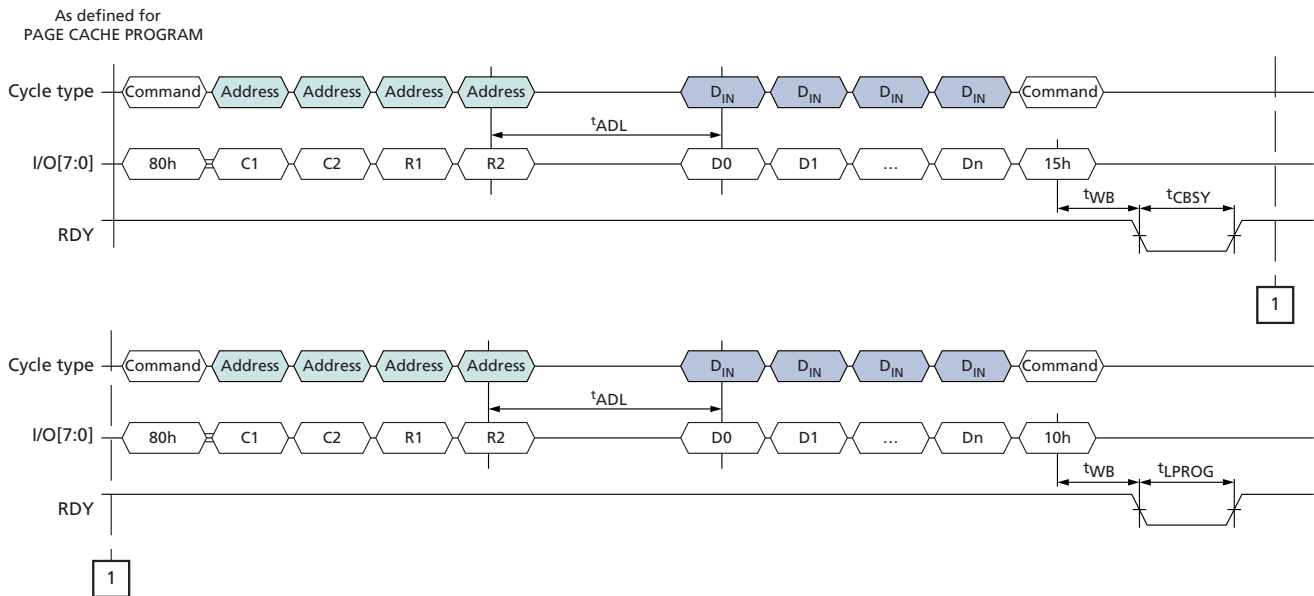 As defined for
PAGE CACHE PROGRAM
Cycle type Command Address Address Address Address DIN DIN DIN DIN Command
tADL
I/O[7:0] 80h C1 C2 R1 R2 D0 D1 … Dn 15h
tWB tCBSY
RDY
1
Cycle type Command Address Address Address Address DIN DIN DIN DIN Command
tADL
I/O[7:0] 80h C1 C2 R1 R2 D0 D1 … Dn 10h
tWB tLPROG
RDY
1